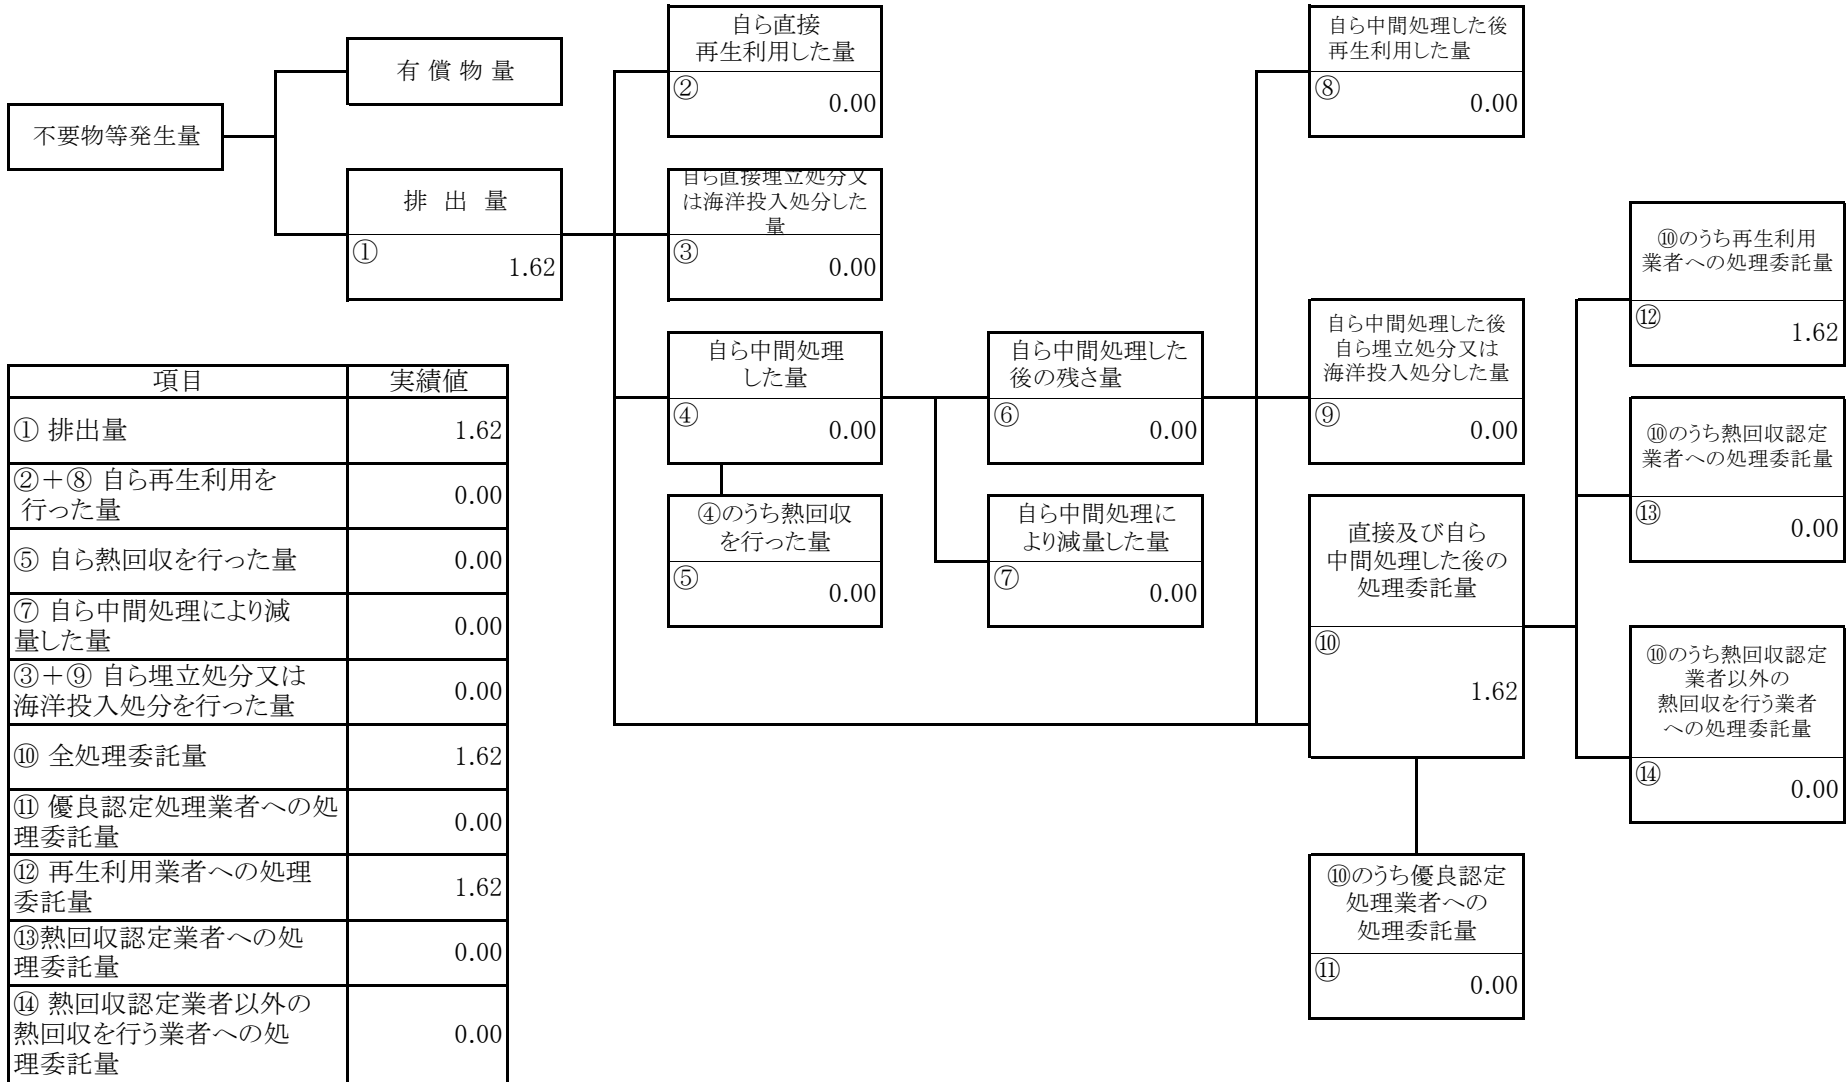 不要物等発生量
有 償 物 量
排 出 量
①
1.62
自ら直接
再生利用した量
②
0.00
自ら直接埋立処分又
は海洋投入処分した
量
③
0.00
自ら中間処理
した量
④
0.00
④のうち熱回収
を行った量
⑤
0.00
自ら中間処理した
後の残さ量
⑥
0.00
自ら中間処理に
より減量した量
⑦
0.00
自ら中間処理した後
再生利用した量
⑧
0.00
自ら中間処理した後
自ら埋立処分又は
海洋投入処分した量
⑨
0.00
直接及び自ら
中間処理した後の
処理委託量
⑩
1.62
⑩のうち優良認定
処理業者への
処理委託量
⑪
0.00
⑩のうち再生利用
業者への処理委託量
⑫
1.62
⑩のうち熱回収認定
業者への処理委託量
⑬
0.00
⑩のうち熱回収認定
業者以外の
熱回収を行う業者
への処理委託量
⑭
0.00
項目 実績値
① 排出量 1.62
②+⑧ 自ら再生利用を
行った量 0.00
⑤ 自ら熱回収を行った量 0.00
⑦ 自ら中間処理により減
量した量 0.00
③+⑨ 自ら埋立処分又は
海洋投入処分を行った量 0.00
⑩ 全処理委託量 1.62
⑪ 優良認定処理業者への処
理委託量 0.00
⑫ 再生利用業者への処理
委託量 1.62
⑬熱回収認定業者への処
理委託量 0.00
⑭ 熱回収認定業者以外の
熱回収を行う業者への処
理委託量 0.00